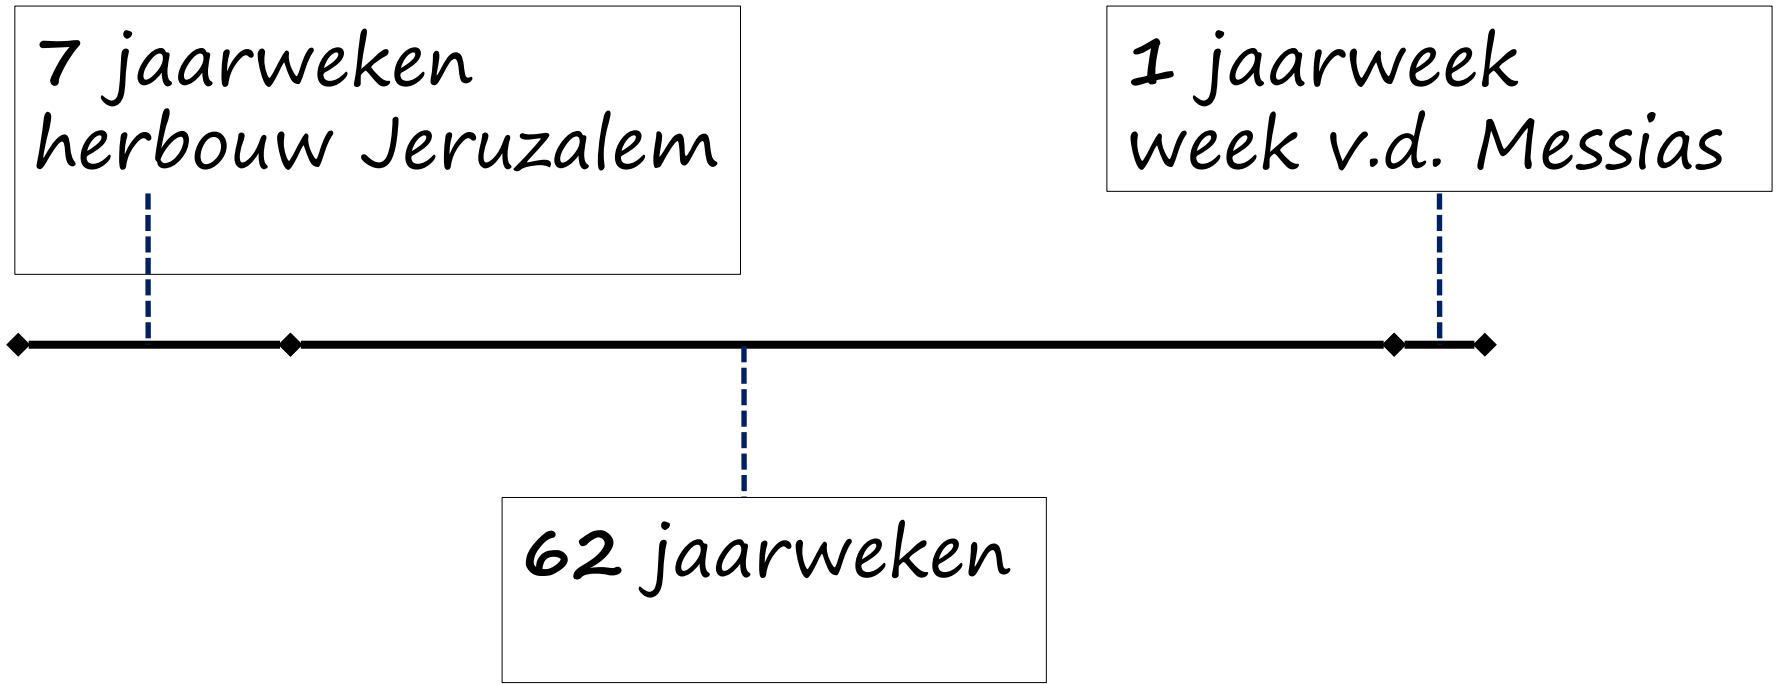 7 jaarweken
herbouw Jeruzalem
1 jaarweek
week v.d. Messias
62 jaarweken